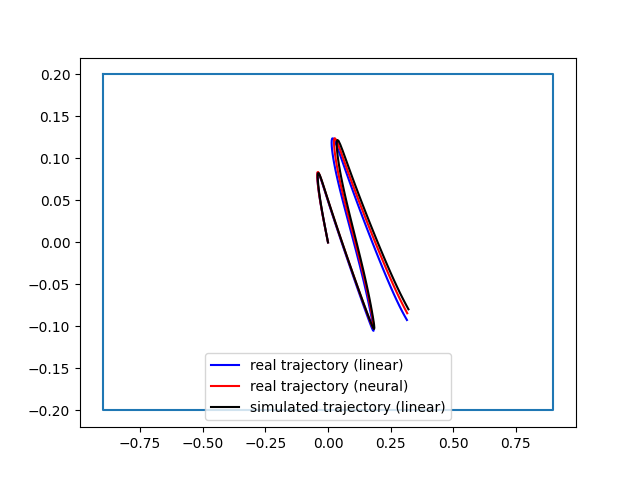 0.20
0.15
0.10
0.05
0.00
−0.05
−0.10
−0.15
−0.20
real trajectory (linear)
real trajectory (neural)
simulated trajectory (linear)
−0.75 −0.50 −0.25 0.00 0.25 0.50 0.75